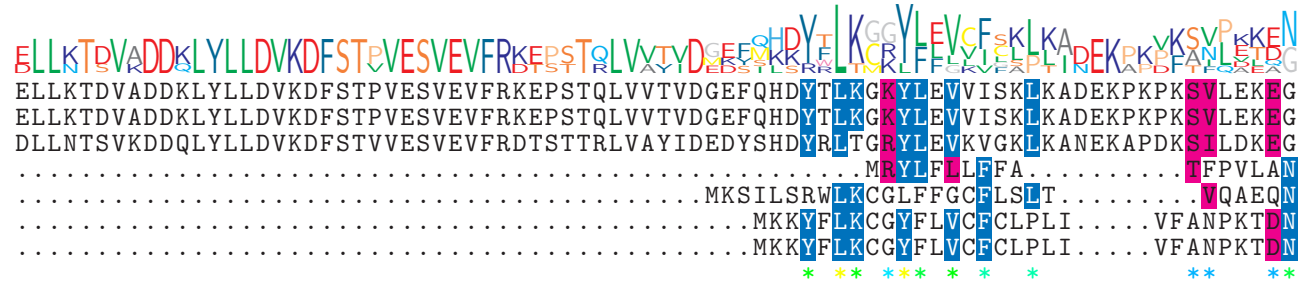 ELLKTDVADDKLYLLDVKDFSTPVESVEVFRKEPSTQLVVTVDGEFQHDYTLKGKYLEVVISKLKADEKPKPKSVLEKEG
ELLKTDVADDKLYLLDVKDFSTPVESVEVFRKEPSTQLVVTVDGEFQHDYTLKGKYLEVVISKLKADEKPKPKSVLEKEG
DLLNTSVKDDQLYLLDVKDFSTVVESVEVFRDTSTTRLVAYIDEDYSHDYRLTGRYLEVKVGKLKANEKAPDKSILDKEG
.....................................................MRYLFLLFFA..........TFPVLAN
...........................................MKSILSRWLKCGLFFGCFLSLT.........VQAEQN
..............................................MKKYFLKCGYFLVCFCLPLI.....VFANPKTDN
..............................................MKKYFLKCGYFLVCFCLPLI.....VFANPKTDN
* ** *** * * * ** **